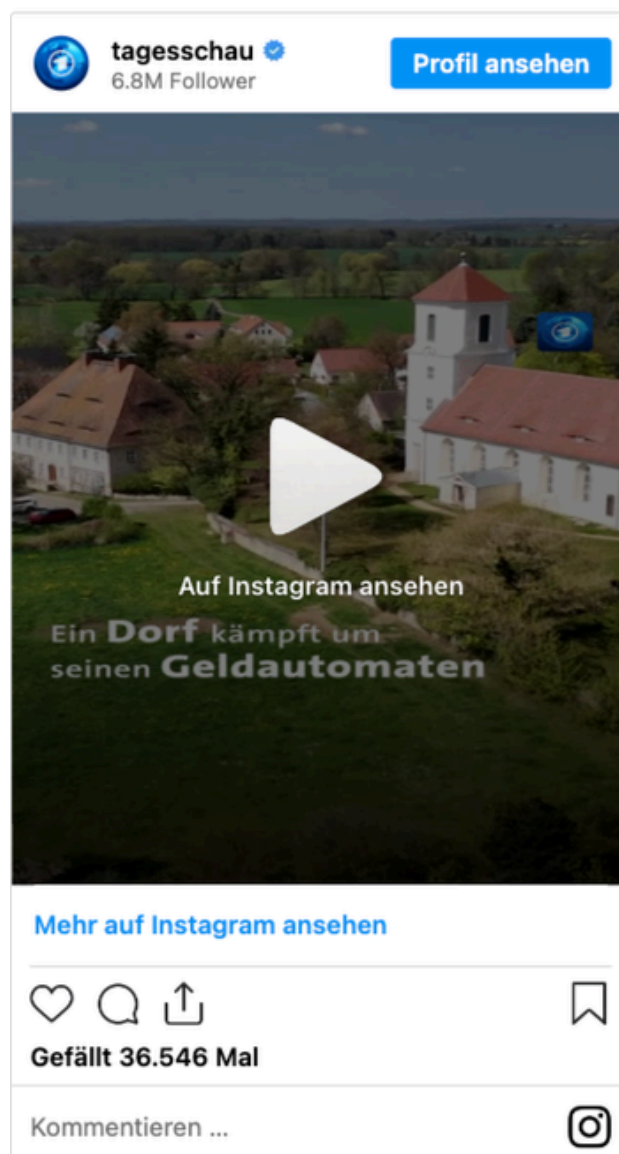 tagesschau
6.8M Follower
Profil ansehen
Auf Instagram ansehen
Ein Dorf kämpft um
seinen Geldautomaten
Mehr auf Instagram ansehen
Gefällt 36.546 Mal
Kommentieren ...